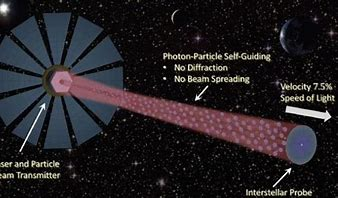 Photon-Particle Self-Guiding
• No Diffraction
• No Beam Spreading
Velocity 7.5%
Speed of Light
ser and Particle
eam Transmitter
Interstellar Probe